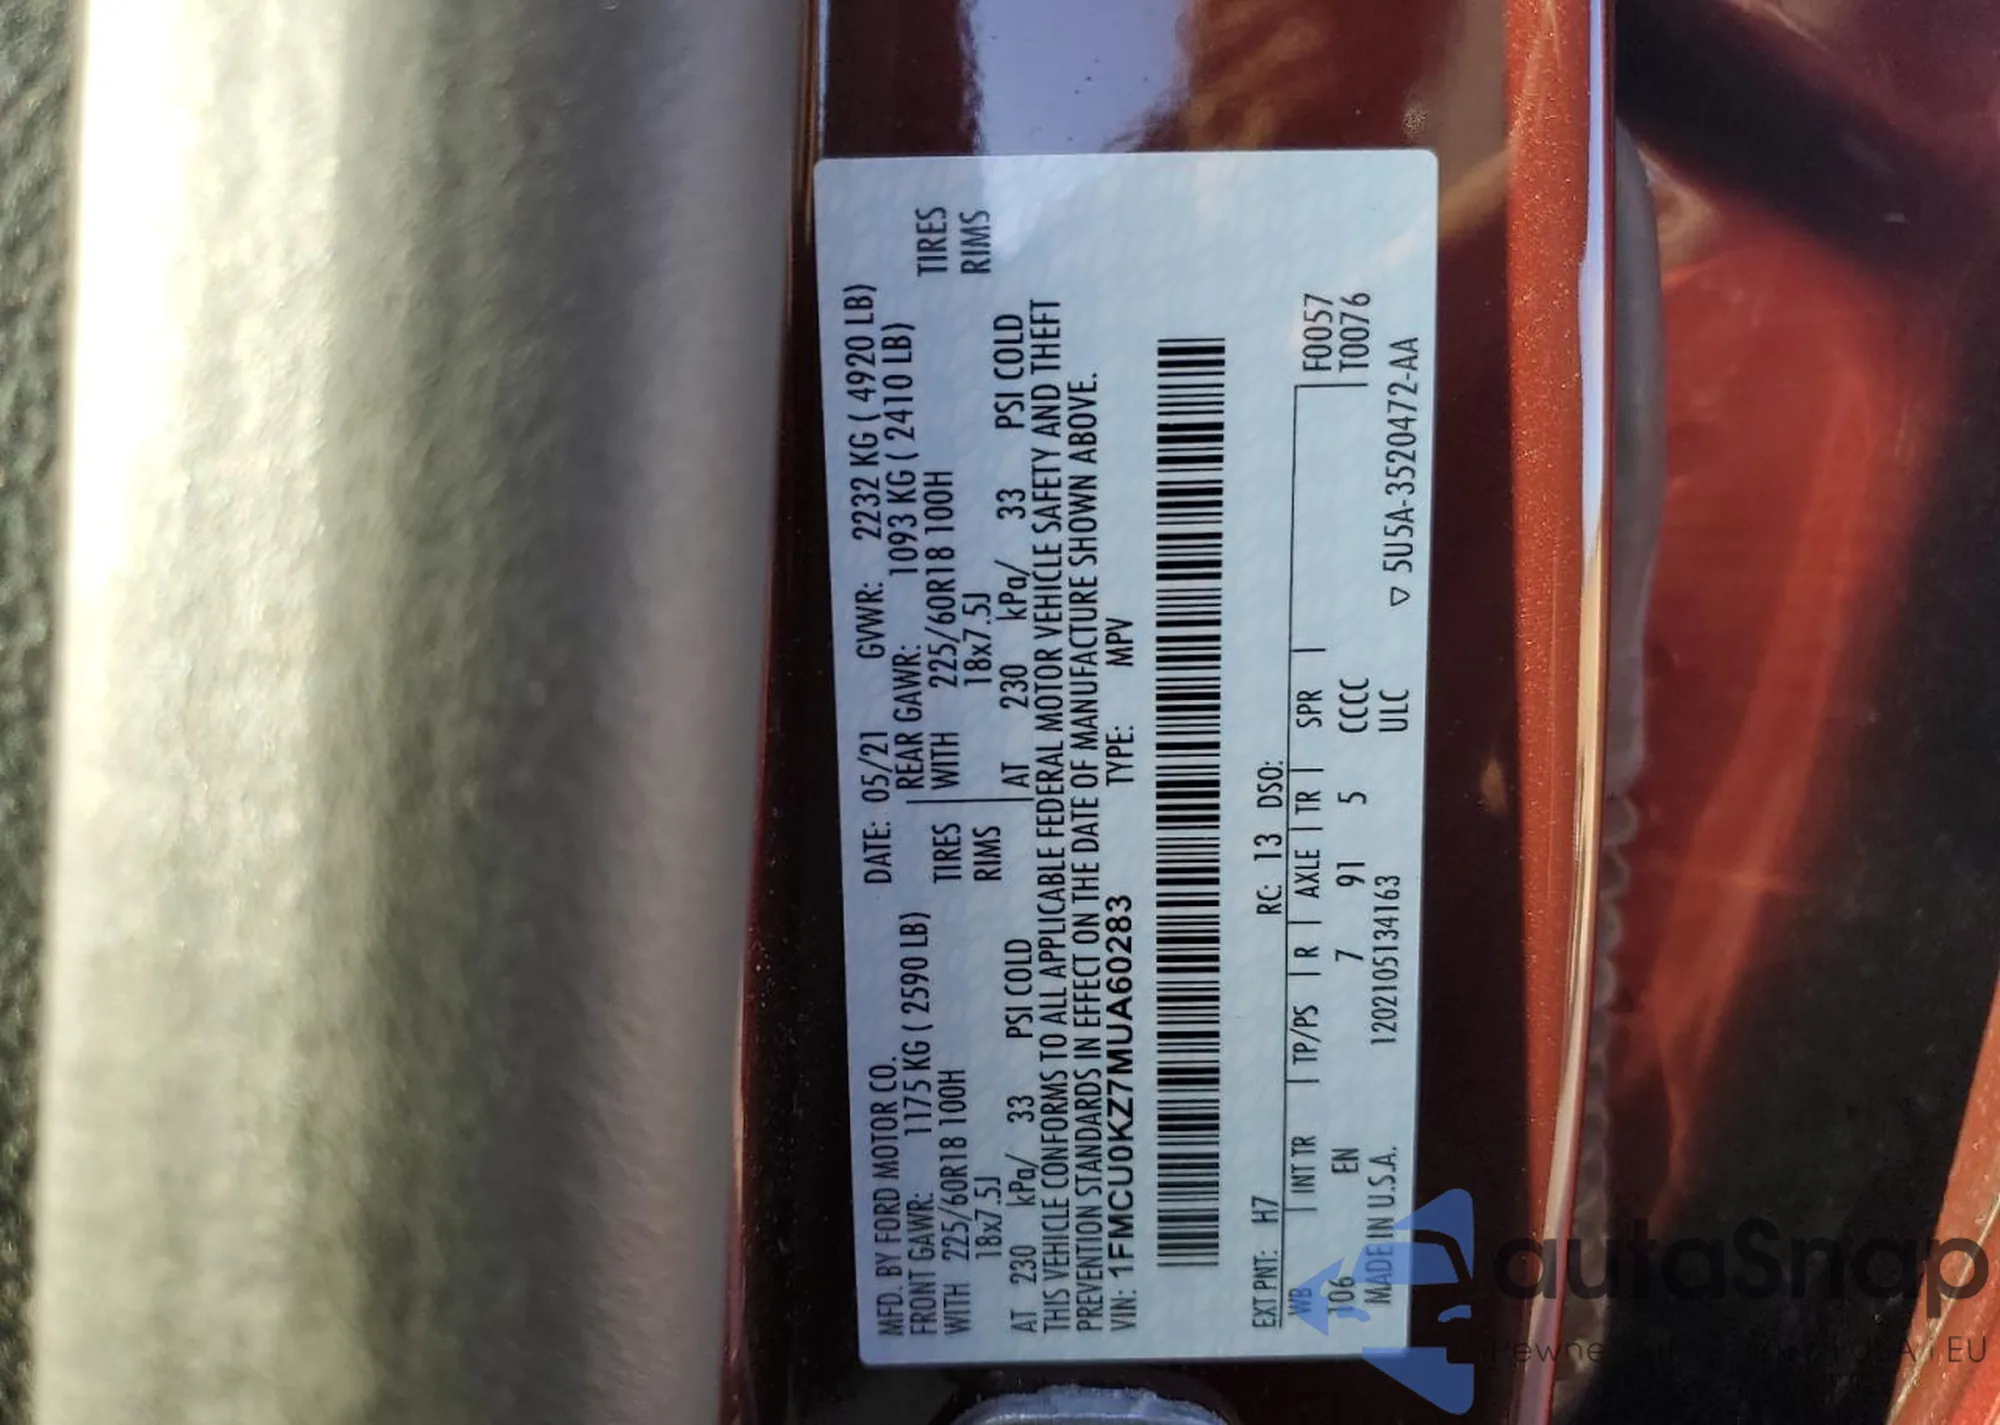 MFD. BY FORD MOTOR CO. DATE: 05/21 GVWR: 2232 KG ( 4920 LB)
FRONT GAWR: 1175 KG ( 2590 LB) REAR GAWR: 1093 KG ( 2410 LB)
WITH 225/60R18 100H TIRES WITH 225/60R18 100H TIRES
18x7.5J RIMS 18x7.5J RIMS
AT 230 kPa/ 33 PSI COLD AT 230 kPa/ 33 PSI COLD
THIS VEHICLE CONFORMS TO ALL APPLICABLE FEDERAL MOTOR VEHICLE SAFETY AND THEFT
PREVENTION STANDARDS IN EFFECT ON THE DATE OF MANUFACTURE SHOWN ABOVE.
VIN: 1FMCU0KZ7MUA60283 TYPE: MPV
EXT PNT: H7 RC: 13 DSO:
WB | INT TR | TP/PS | R | AXLE | TR | SPR | F0057
106 EN 7 91 5 CCCC T0076
MADE IN U.S.A. 1202105134163 ULC
▽ 5U5A-3520472-AA
autaSnap
EU